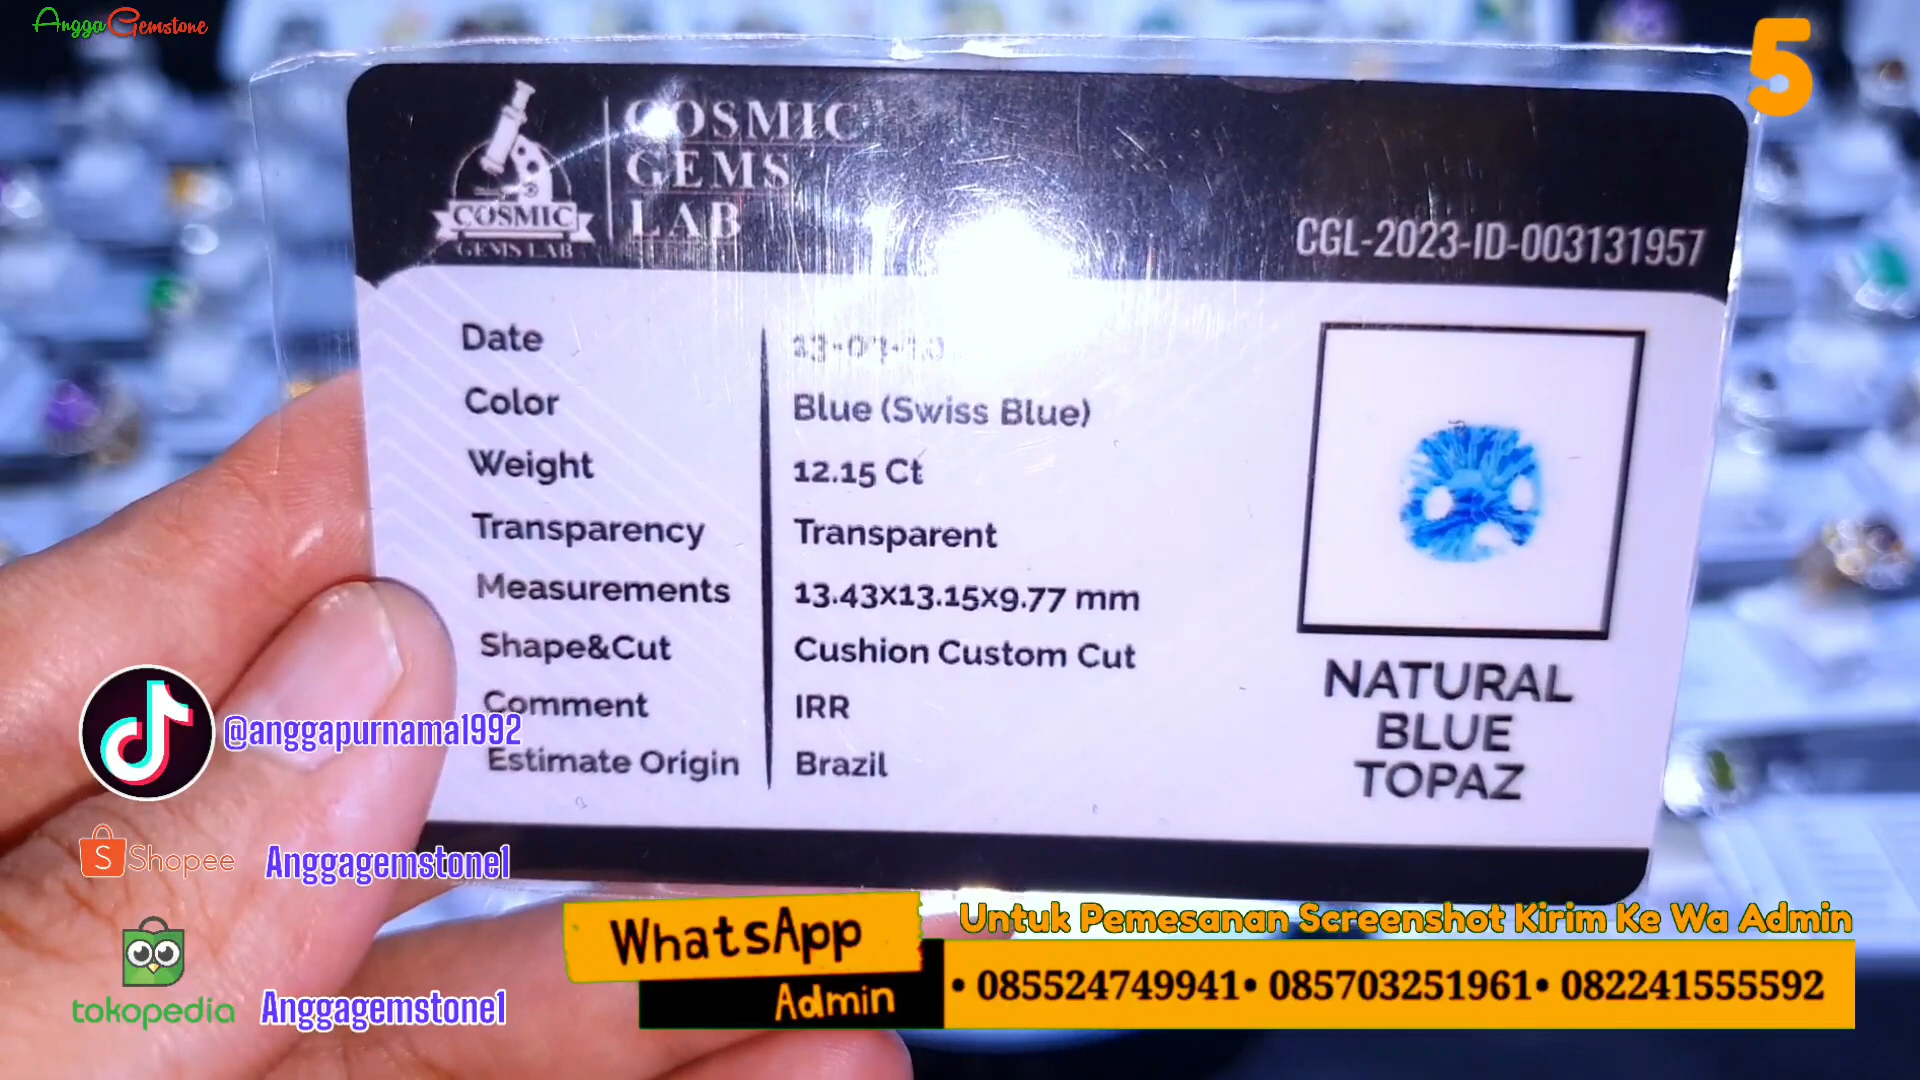 Angga Gemstone
5
COSMIC
GEMS
LAB
COSMIC
GEMS LAB
CGL-2023-ID-003131957
Date
Color Blue (Swiss Blue)
Weight 12.15 Ct
Transparency Transparent
Measurements 13.43x13.15x9.77 mm
Shape&Cut Cushion Custom Cut
Comment IRR
Estimate Origin Brazil
NATURAL
BLUE
TOPAZ
@anggapurnama1992
Shopee Anggagemstone1
tokopedia Anggagemstone1
WhatsApp
Admin
Untuk Pemesanan Screenshot Kirim Ke Wa Admin
• 085524749941• 085703251961• 082241555592